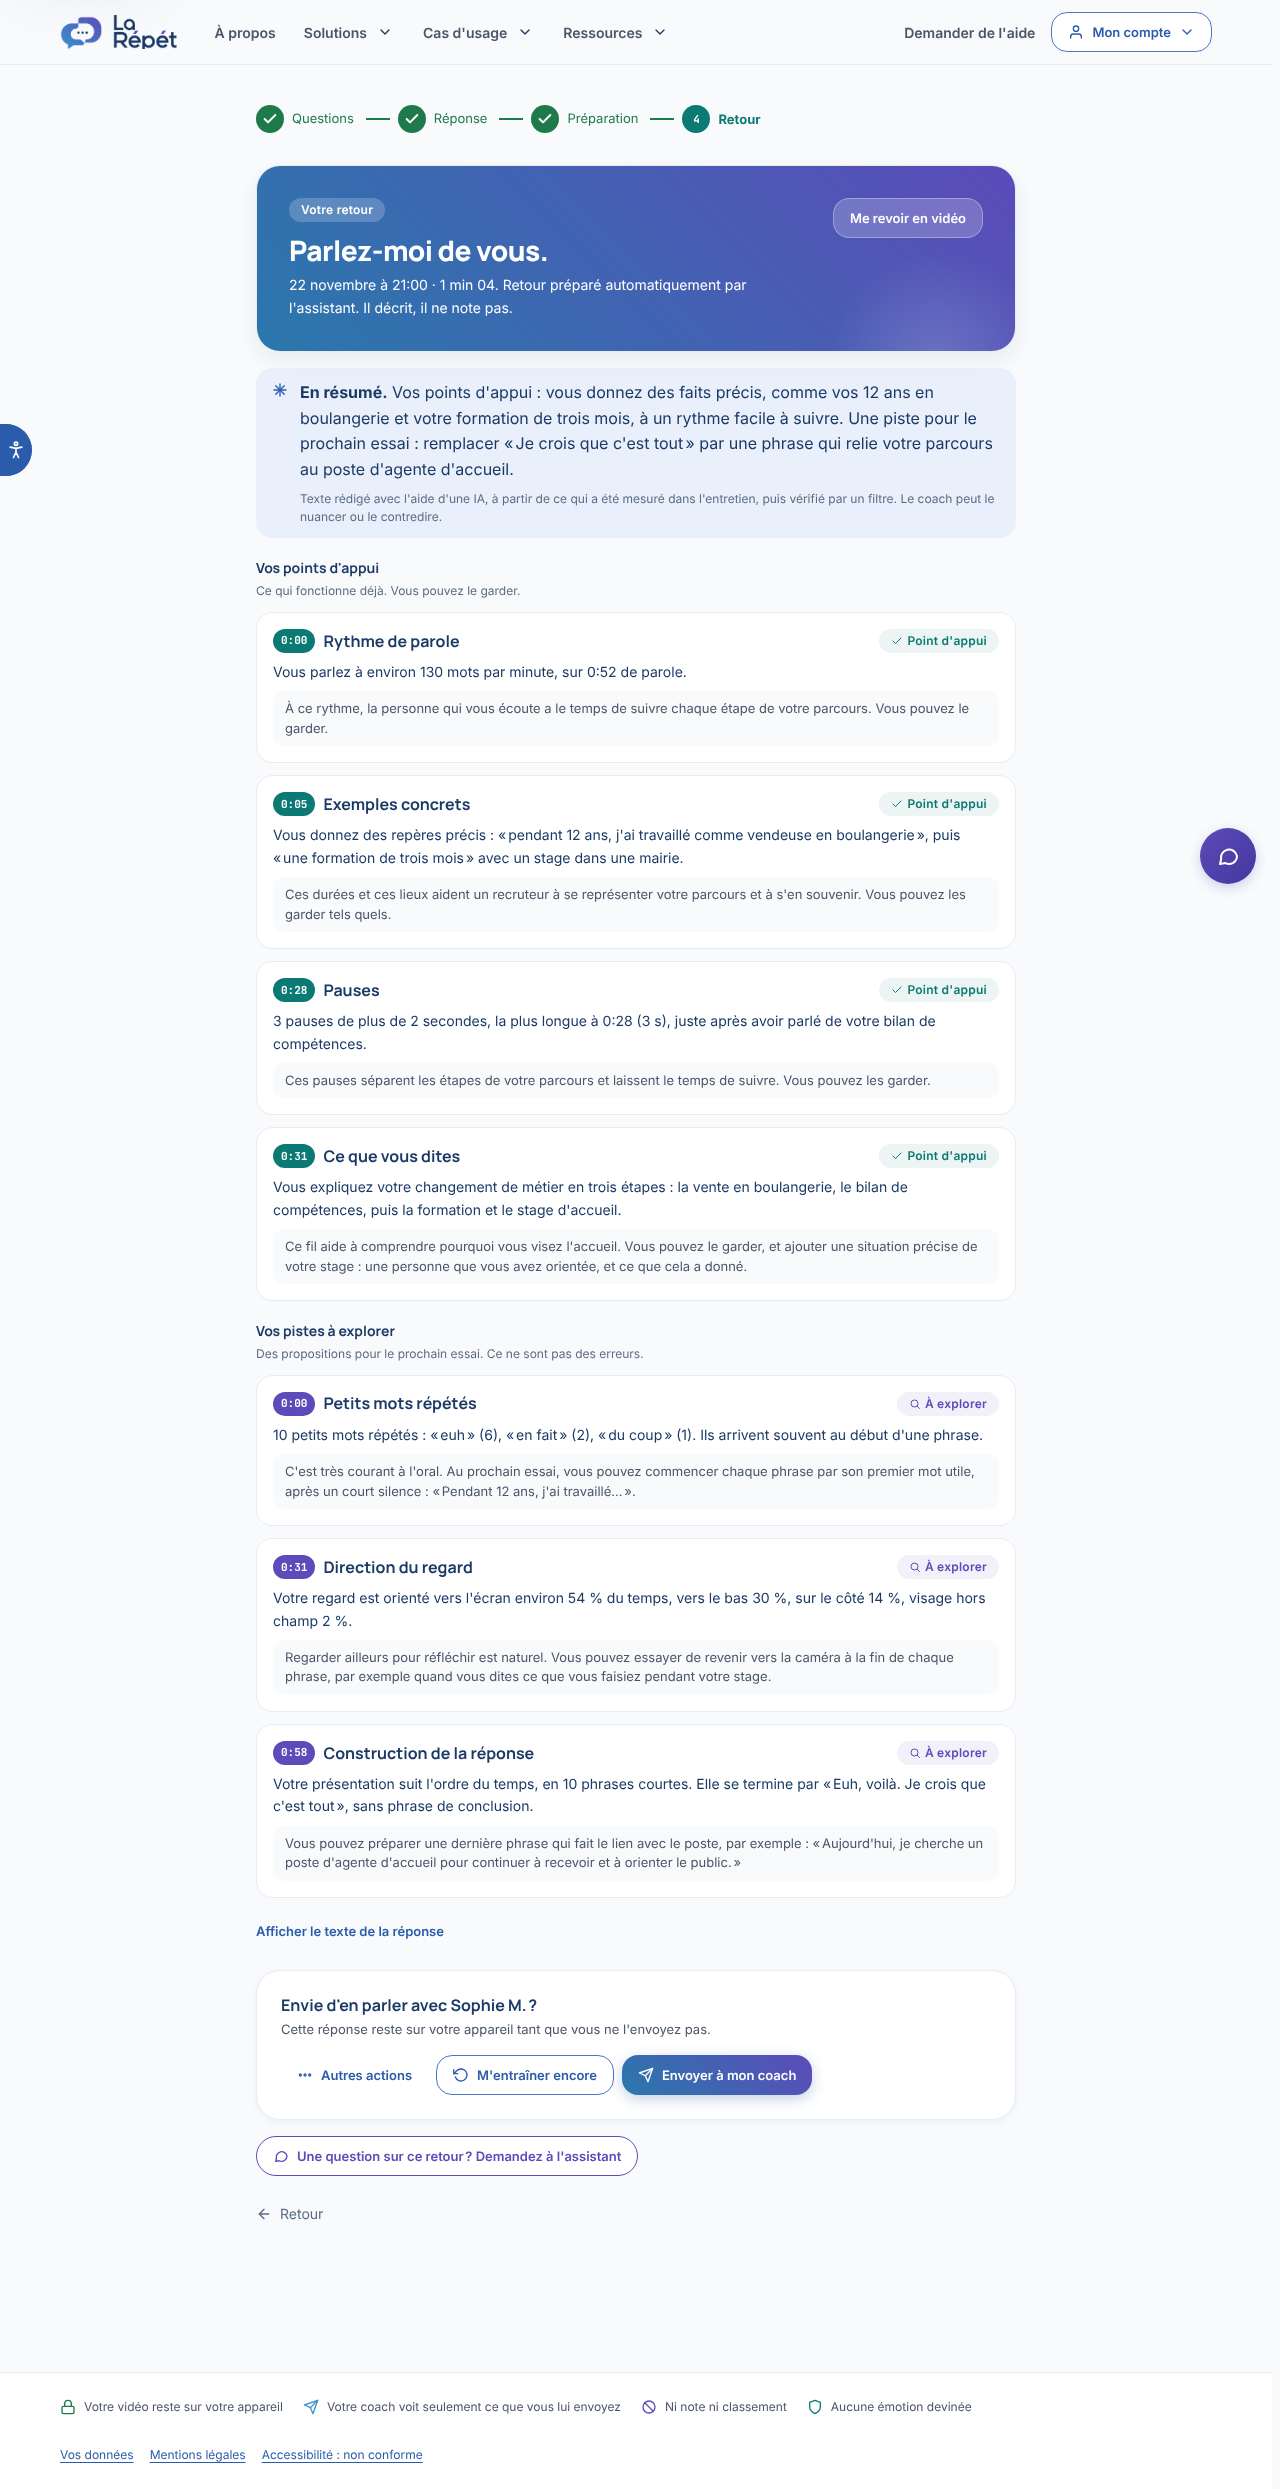 La Répét
À propos
Solutions
Cas d'usage
Ressources
Demander de l'aide
Mon compte
Questions
Réponse
Préparation
4 Retour
Votre retour
Me revoir en vidéo
Parlez-moi de vous.
22 novembre à 21:00 · 1 min 04. Retour préparé automatiquement par
l'assistant. Il décrit, il ne note pas.
En résumé. Vos points d'appui : vous donnez des faits précis, comme vos 12 ans en
boulangerie et votre formation de trois mois, à un rythme facile à suivre. Une piste pour le
prochain essai : remplacer « Je crois que c'est tout » par une phrase qui relie votre parcours
au poste d'agente d'accueil.
Texte rédigé avec l'aide d'une IA, à partir de ce qui a été mesuré dans l'entretien, puis vérifié par un filtre. Le coach peut le
nuancer ou le contredire.
Vos points d'appui
Ce qui fonctionne déjà. Vous pouvez le garder.
0:00 Rythme de parole
Point d'appui
Vous parlez à environ 130 mots par minute, sur 0:52 de parole.
À ce rythme, la personne qui vous écoute a le temps de suivre chaque étape de votre parcours. Vous pouvez le
garder.
0:05 Exemples concrets
Point d'appui
Vous donnez des repères précis : « pendant 12 ans, j'ai travaillé comme vendeuse en boulangerie », puis
« une formation de trois mois » avec un stage dans une mairie.
Ces durées et ces lieux aident un recruteur à se représenter votre parcours et à s'en souvenir. Vous pouvez les
garder tels quels.
0:28 Pauses
Point d'appui
3 pauses de plus de 2 secondes, la plus longue à 0:28 (3 s), juste après avoir parlé de votre bilan de
compétences.
Ces pauses séparent les étapes de votre parcours et laissent le temps de suivre. Vous pouvez les garder.
0:31 Ce que vous dites
Point d'appui
Vous expliquez votre changement de métier en trois étapes : la vente en boulangerie, le bilan de
compétences, puis la formation et le stage d'accueil.
Ce fil aide à comprendre pourquoi vous visez l'accueil. Vous pouvez le garder, et ajouter une situation précise de
votre stage : une personne que vous avez orientée, et ce que cela a donné.
Vos pistes à explorer
Des propositions pour le prochain essai. Ce ne sont pas des erreurs.
0:00 Petits mots répétés
À explorer
10 petits mots répétés : « euh » (6), « en fait » (2), « du coup » (1). Ils arrivent souvent au début d'une phrase.
C'est très courant à l'oral. Au prochain essai, vous pouvez commencer chaque phrase par son premier mot utile,
après un court silence : « Pendant 12 ans, j'ai travaillé... ».
0:31 Direction du regard
À explorer
Votre regard est orienté vers l'écran environ 54 % du temps, vers le bas 30 %, sur le côté 14 %, visage hors
champ 2 %.
Regarder ailleurs pour réfléchir est naturel. Vous pouvez essayer de revenir vers la caméra à la fin de chaque
phrase, par exemple quand vous dites ce que vous faisiez pendant votre stage.
0:58 Construction de la réponse
À explorer
Votre présentation suit l'ordre du temps, en 10 phrases courtes. Elle se termine par « Euh, voilà. Je crois que
c'est tout », sans phrase de conclusion.
Vous pouvez préparer une dernière phrase qui fait le lien avec le poste, par exemple : « Aujourd'hui, je cherche un
poste d'agente d'accueil pour continuer à recevoir et à orienter le public. »
Afficher le texte de la réponse
Envie d'en parler avec Sophie M. ?
Cette réponse reste sur votre appareil tant que vous ne l'envoyez pas.
Autres actions
M'entraîner encore
Envoyer à mon coach
Une question sur ce retour ? Demandez à l'assistant
Retour
Votre vidéo reste sur votre appareil
Votre coach voit seulement ce que vous lui envoyez
Ni note ni classement
Aucune émotion devinée
Vos données
Mentions légales
Accessibilité : non conforme